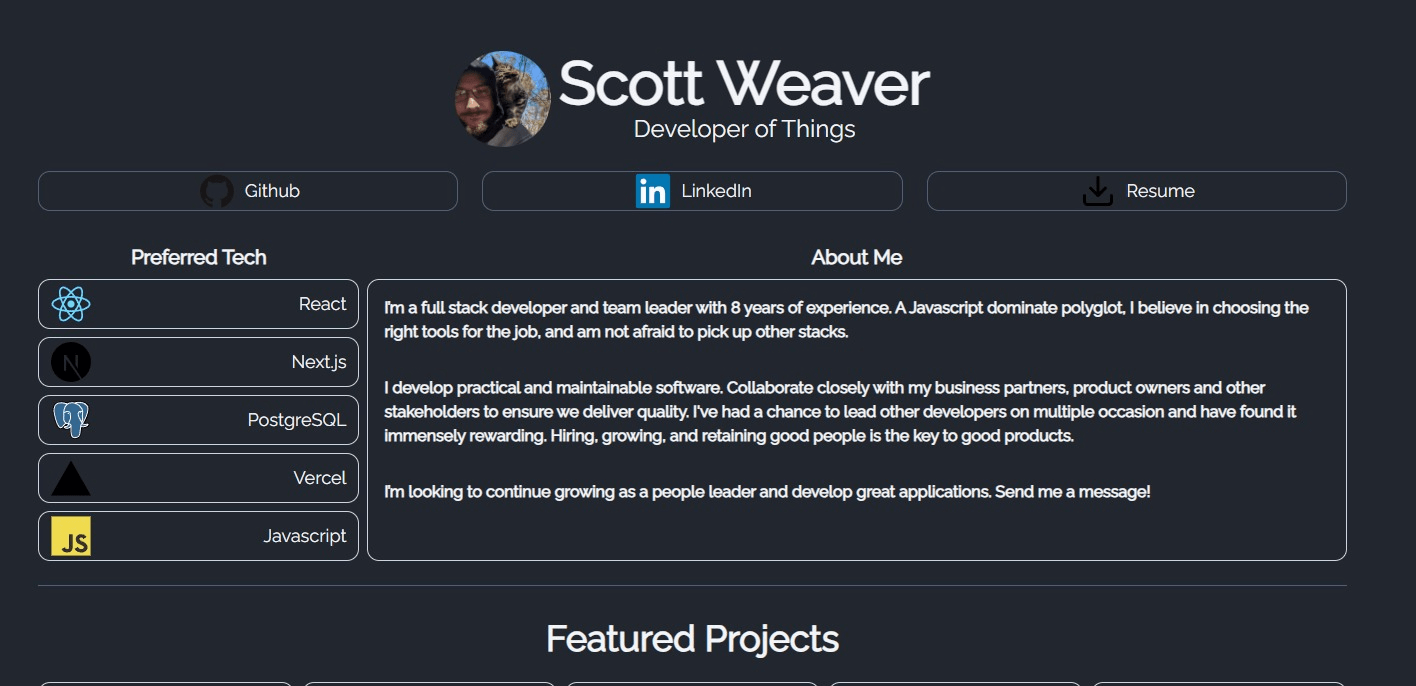 Scott Weaver
Developer of Things
Github
in LinkedIn
Resume
Preferred Tech
About Me
React
N Next.js
PostgreSQL
Vercel
JS Javascript
I'm a full stack developer and team leader with 8 years of experience. A Javascript dominate polyglot, I believe in choosing the
right tools for the job, and am not afraid to pick up other stacks.
I develop practical and maintainable software. Collaborate closely with my business partners, product owners and other
stakeholders to ensure we deliver quality. I've had a chance to lead other developers on multiple occasion and have found it
immensely rewarding. Hiring, growing, and retaining good people is the key to good products.
I'm looking to continue growing as a people leader and develop great applications. Send me a message!
Featured Projects